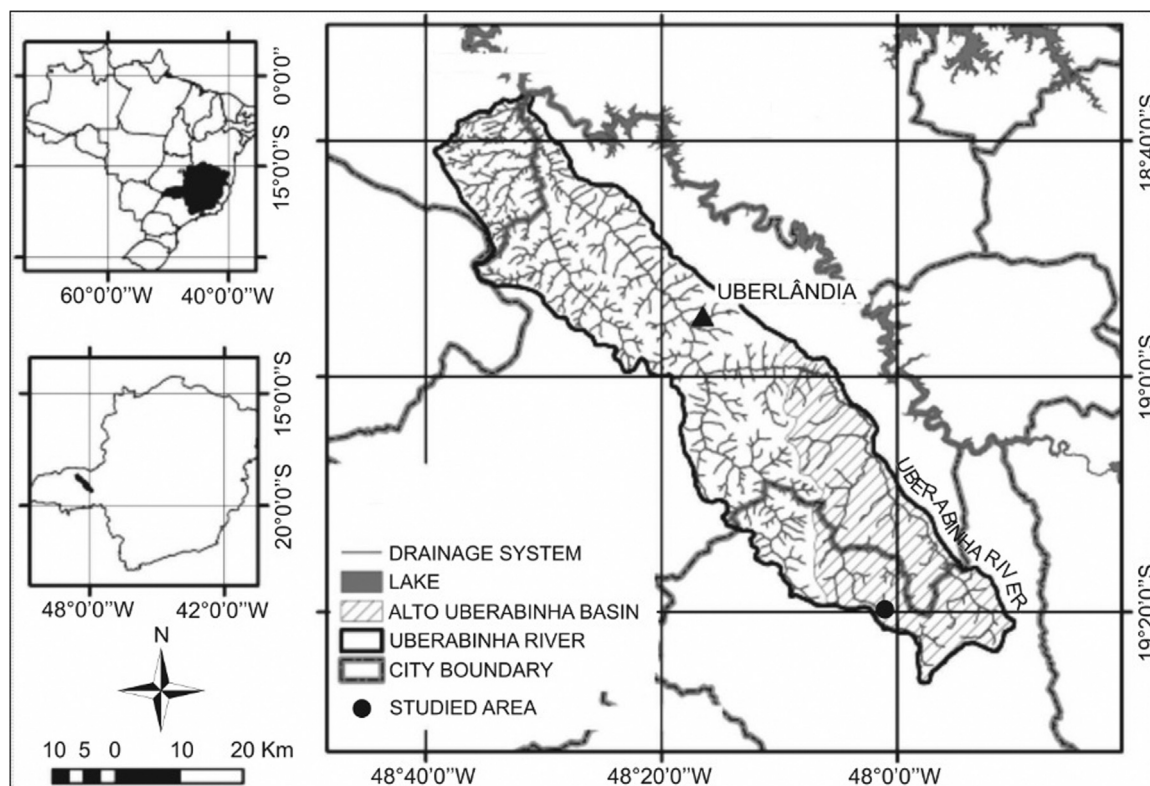 0°0'0"S
15°0'0"S
60°0'0"W
40°0'0"W
15°0'0"S
20°0'0"S
48°0'0"W
42°0'0"W
N
10 5 0 10 20 Km
UBERLÂNDIA
UBERABINHA RIVER
DRAINAGE SYSTEM
LAKE
ALTO UBERABINHA BASIN
UBERABINHA RIVER
CITY BOUNDARY
STUDIED AREA
18°40'0"S
19°0'0"S
19°20'0"S
48°40'0"W
48°20'0"W
48°0'0"W